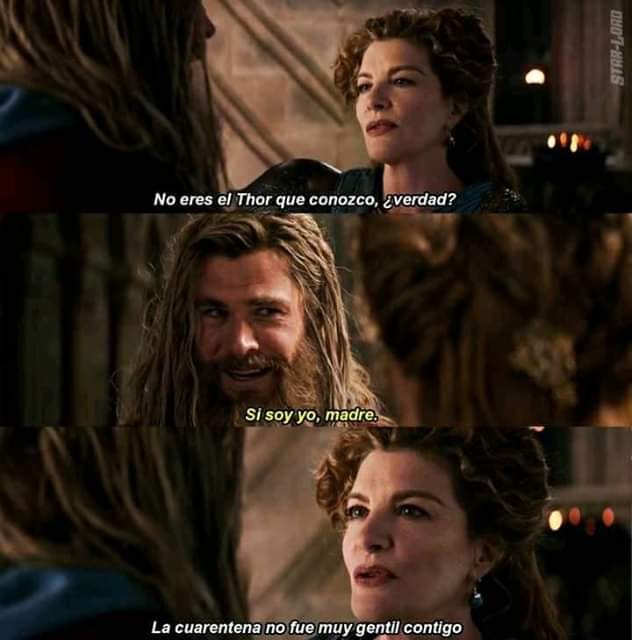 STAR-LORD
No eres el Thor que conozco, ¿verdad?
Si soy yo, madre.
La cuarentena no fue muy gentil contigo